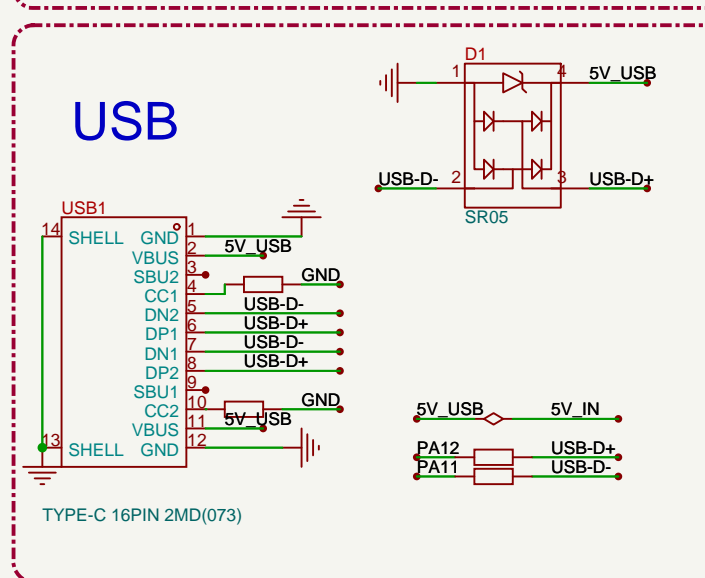 D1
1
4
5V_USB
USB
USB-D-
2
3
USB-D+
SR05
USB1
14
SHELL
GND
1
5V_USB
VBUS
2
SBU2
3
CC1
4
GND
DN2
5
USB-D-
DP1
6
USB-D+
DN1
7
USB-D-
DP2
8
USB-D+
SBU1
9
CC2
10
GND
VBUS
11
5V_USB
13
SHELL
GND
12
5V_USB
5V_IN
PA12
USB-D+
PA11
USB-D-
TYPE-C 16PIN 2MD(073)